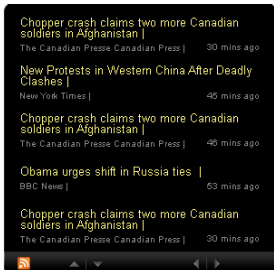 Chopper crash claims two more Canadian
soldiers in Afghanistan |
The Canadian Presse Canadian Press | 30 mins ago
New Protests in Western China After Deadly
Clashes |
New York Times | 45 mins ago
Chopper crash claims two more Canadian
soldiers in Afghanistan |
The Canadian Presse Canadian Press | 46 mins ago
Obama urges shift in Russia ties |
BBC News | 53 mins ago
Chopper crash claims two more Canadian
soldiers in Afghanistan |
The Canadian Presse Canadian Press | 30 mins ago